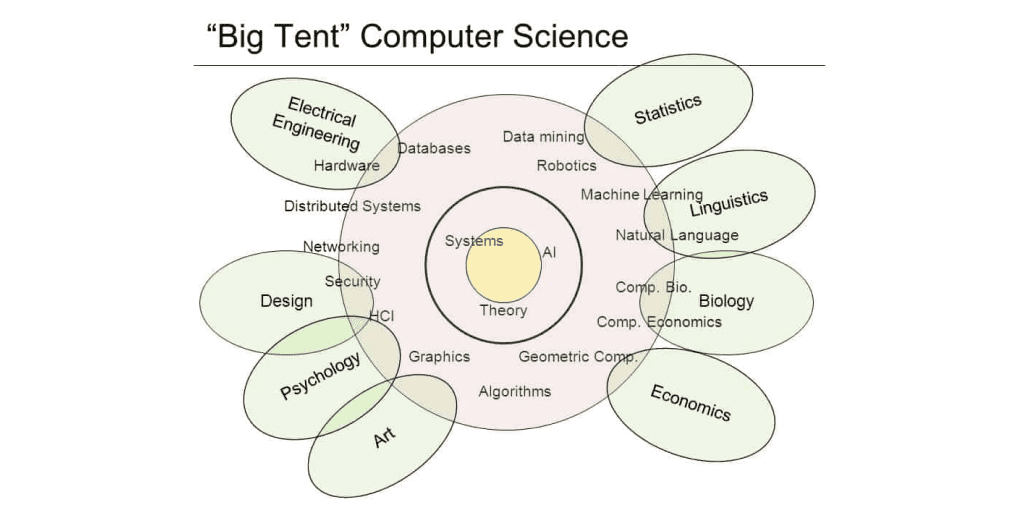 “Big Tent” Computer Science
Electrical
Engineering
Statistics
Data mining
Databases
Robotics
Hardware
Machine Learning
Linguistics
Distributed Systems
Natural Language
Networking
Systems
AI
Security
Comp. Bio.
Design
Biology
HCI
Theory
Comp. Economics
Graphics
Geometric Comp.
Psychology
Algorithms
Economics
Art